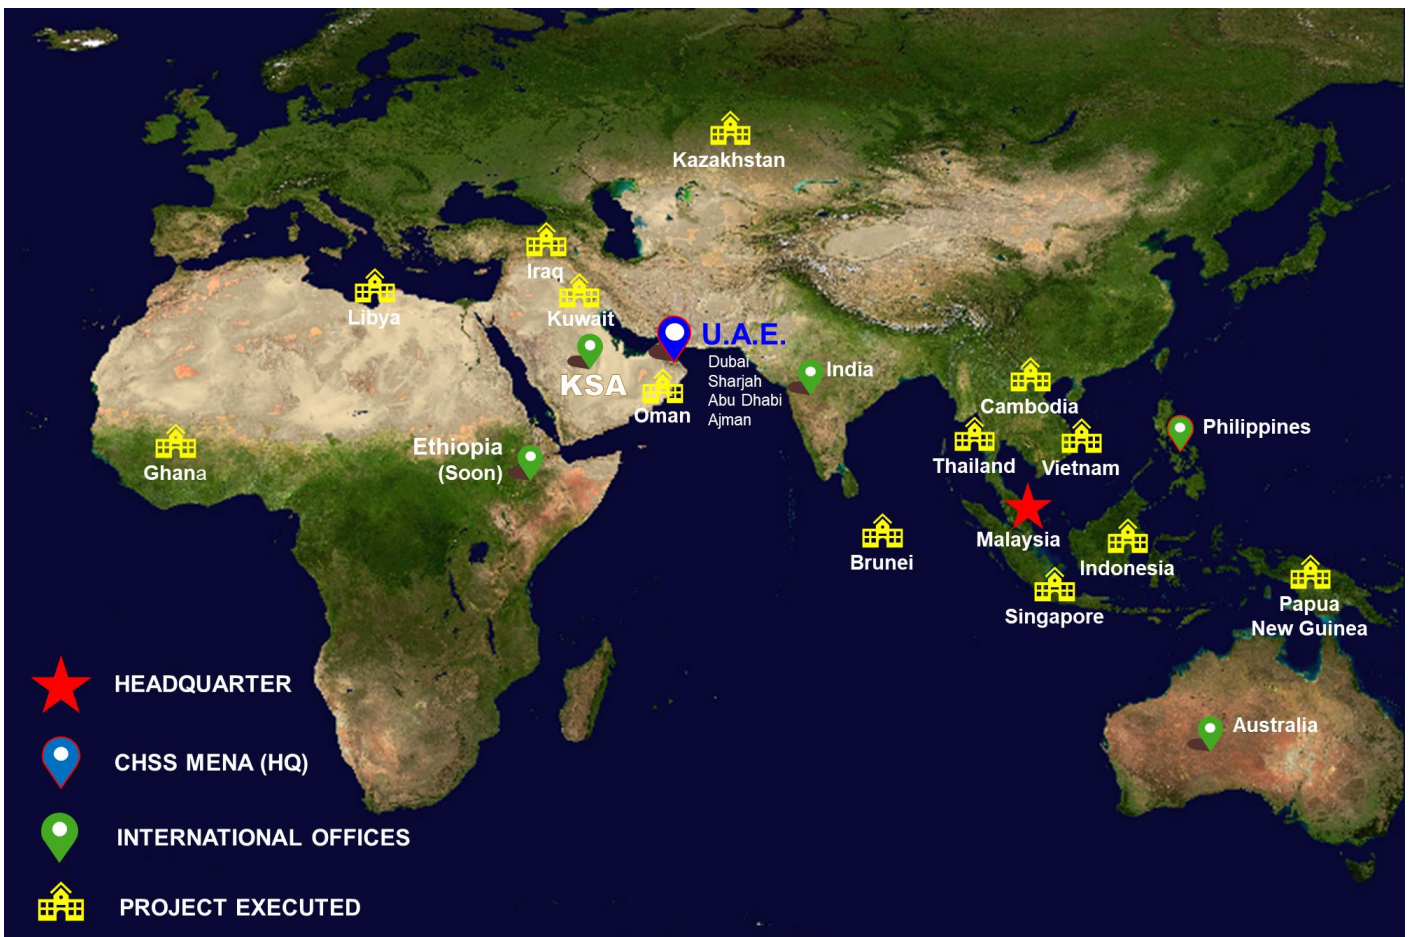 Kazakhstan
Iraq
Libya
Kuwait
U.A.E.
Dubai
Sharjah
Abu Dhabi
Ajman
KSA
Oman
India
Cambodia
Philippines
Ethiopia
(Soon)
Ghana
Thailand
Vietnam
Malaysia
Brunei
Indonesia
Singapore
Papua
New Guinea
Australia
HEADQUARTER
CHSS MENA (HQ)
INTERNATIONAL OFFICES
PROJECT EXECUTED